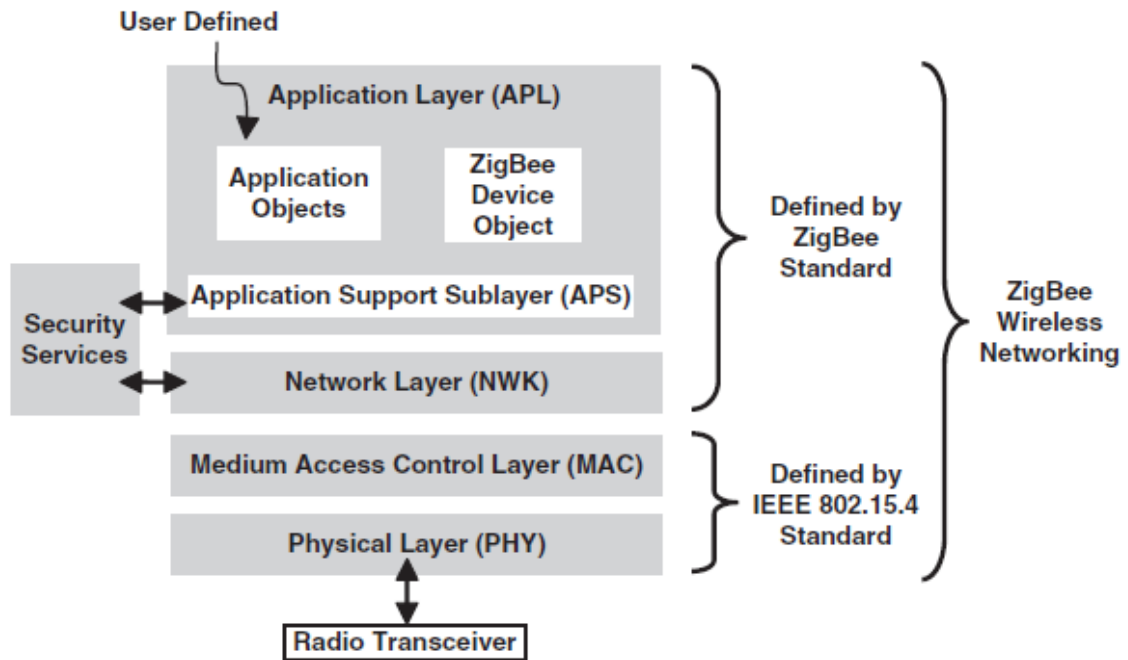 User Defined
Application Layer (APL)
Application
Objects
ZigBee
Device
Object
Application Support Sublayer (APS)
Security
Services
Network Layer (NWK)
Medium Access Control Layer (MAC)
Physical Layer (PHY)
Radio Transceiver
Defined by
ZigBee
Standard
Defined by
IEEE 802.15.4
Standard
ZigBee
Wireless
Networking